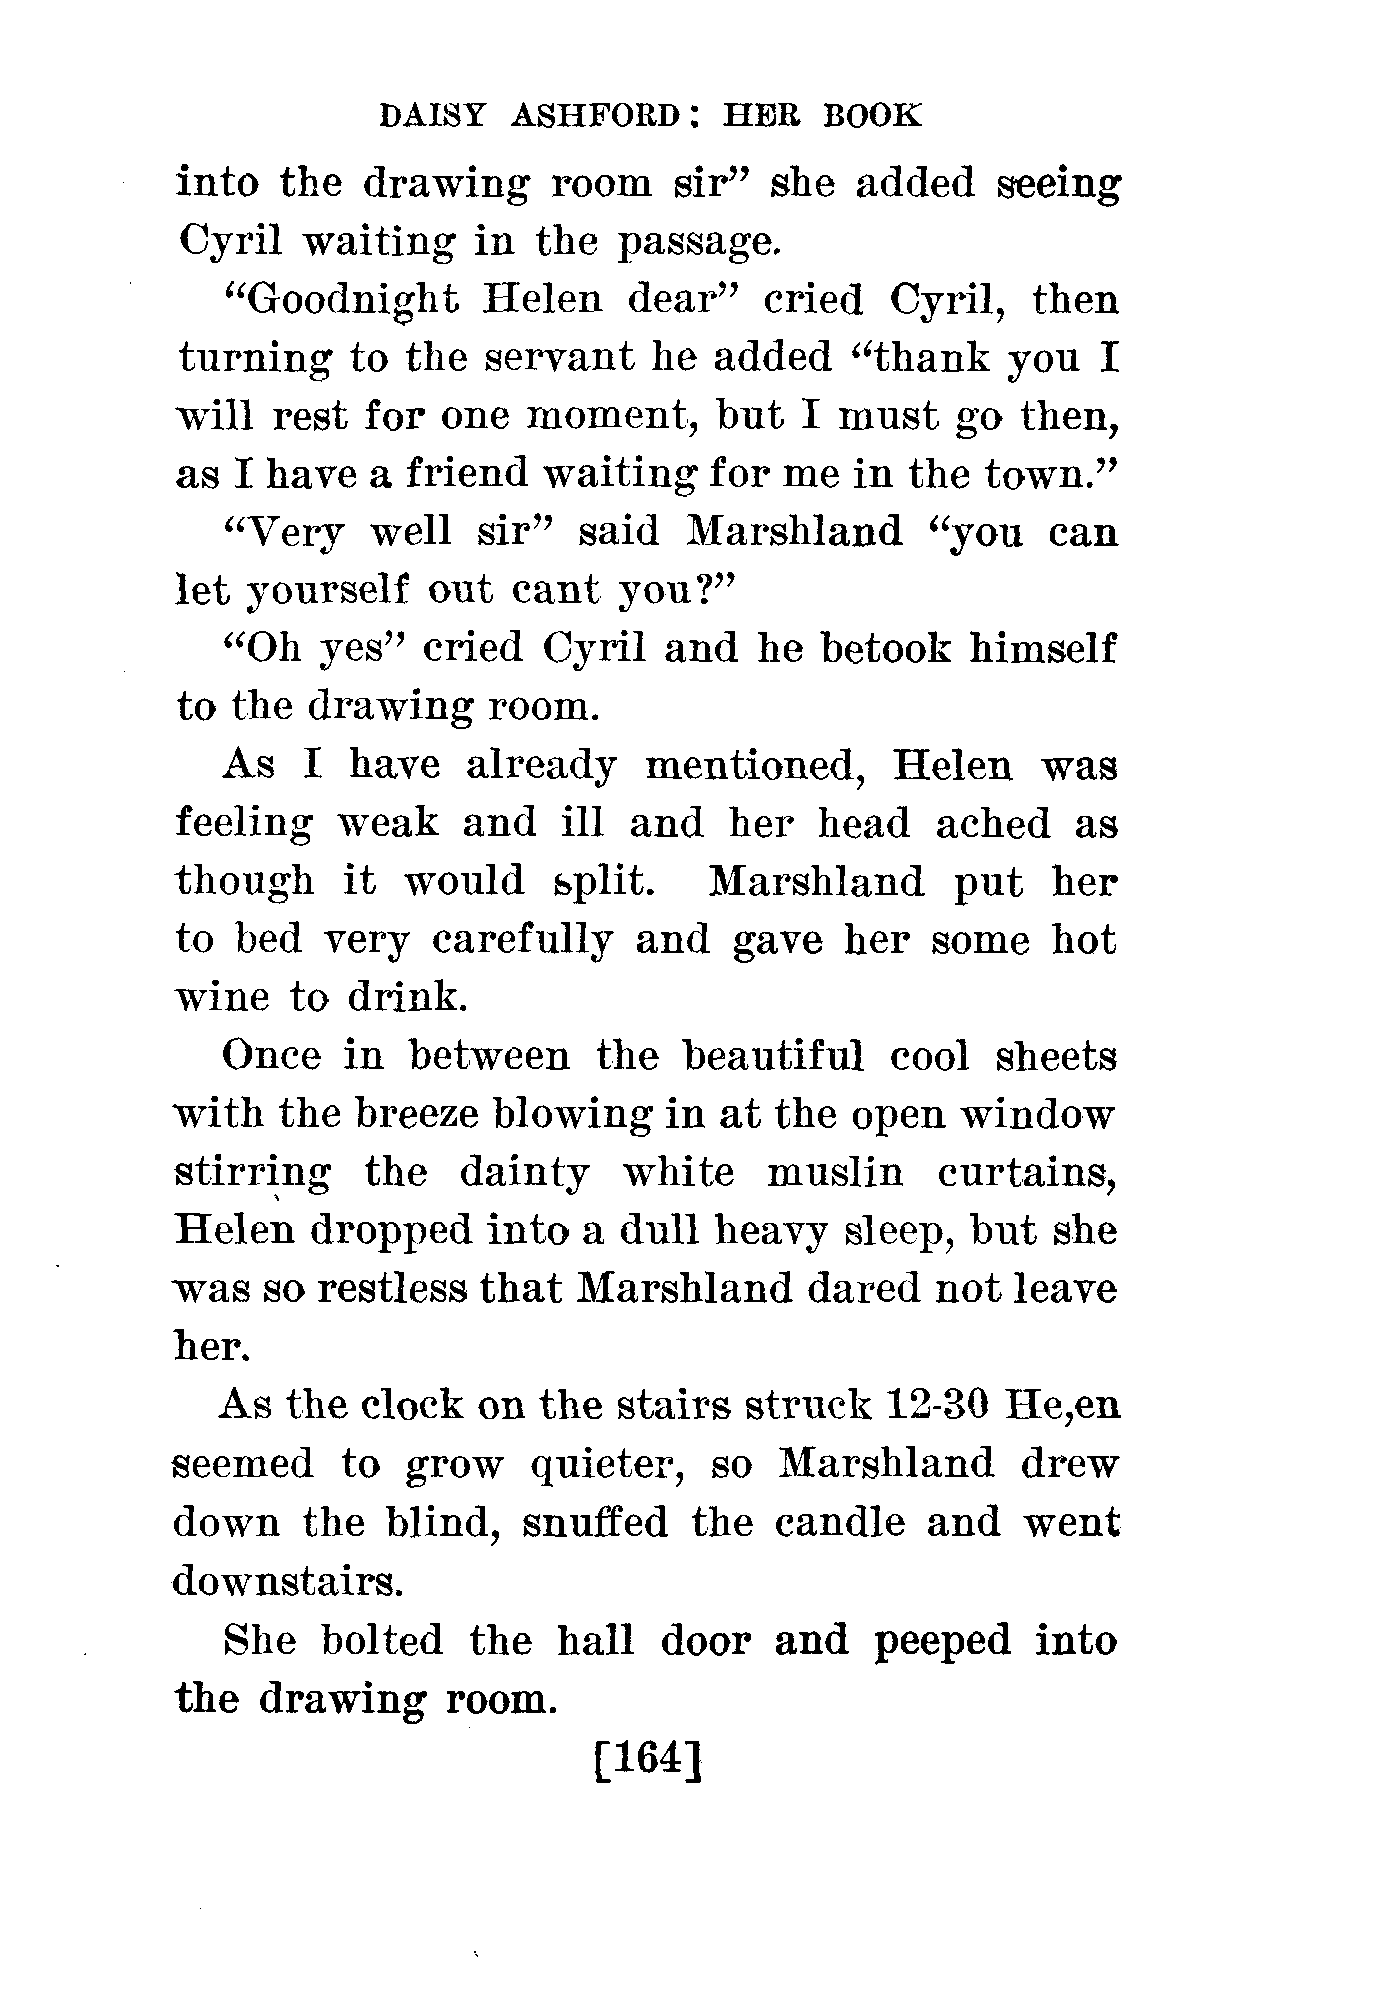 DAISY ASHFORD: HER BOOK
into the drawing room sir” she added seeing
Cyril waiting in the passage.
“Goodnight Helen dear” cried Cyril, then
turning to the servant he added “thank you I
will rest for one moment, but I must go then,
as I have a friend waiting for me in the town.”
“Very well sir” said Marshland “you can
let yourself out cant you?”
“Oh yes” cried Cyril and he betook himself
to the drawing room.
As I have already mentioned, Helen was
feeling weak and ill and her head ached as
though it would split. Marshland put her
to bed very carefully and gave her some hot
wine to drink.
Once in between the beautiful cool sheets
with the breeze blowing in at the open window
stirring the dainty white muslin curtains,
Helen dropped into a dull heavy sleep, but she
was so restless that Marshland dared not leave
her.
As the clock on the stairs struck 12-30 He,en
seemed to grow quieter, so Marshland drew
down the blind, snuffed the candle and went
downstairs.
She bolted the hall door and peeped into
the drawing room.
[164]